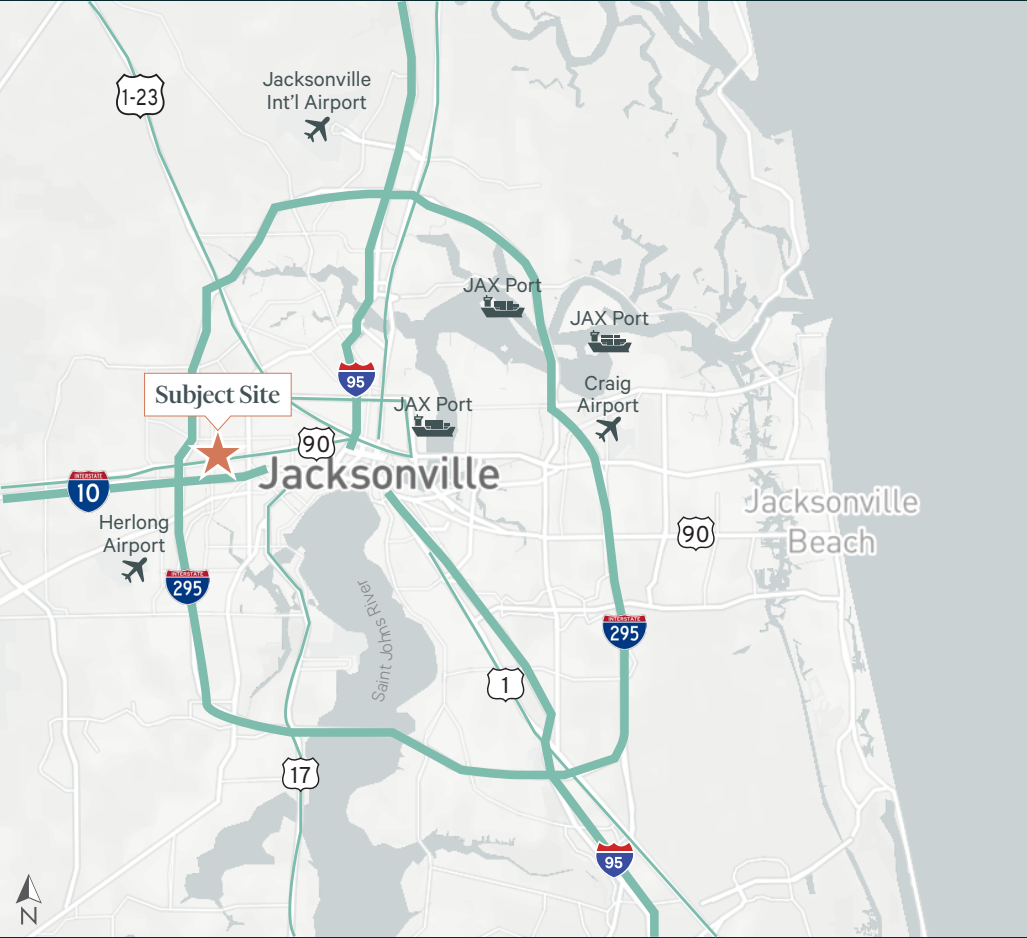 1-23
Jacksonville
Int'l Airport
JAX Port
JAX Port
95
Craig
Airport
Subject Site
JAX Port
90
Jacksonville
INTERSTATE
10
Jacksonville
Beach
90
Herlong
Airport
INTERSTATE
295
Saint Johns River
INTERSTATE
295
1
17
95
N